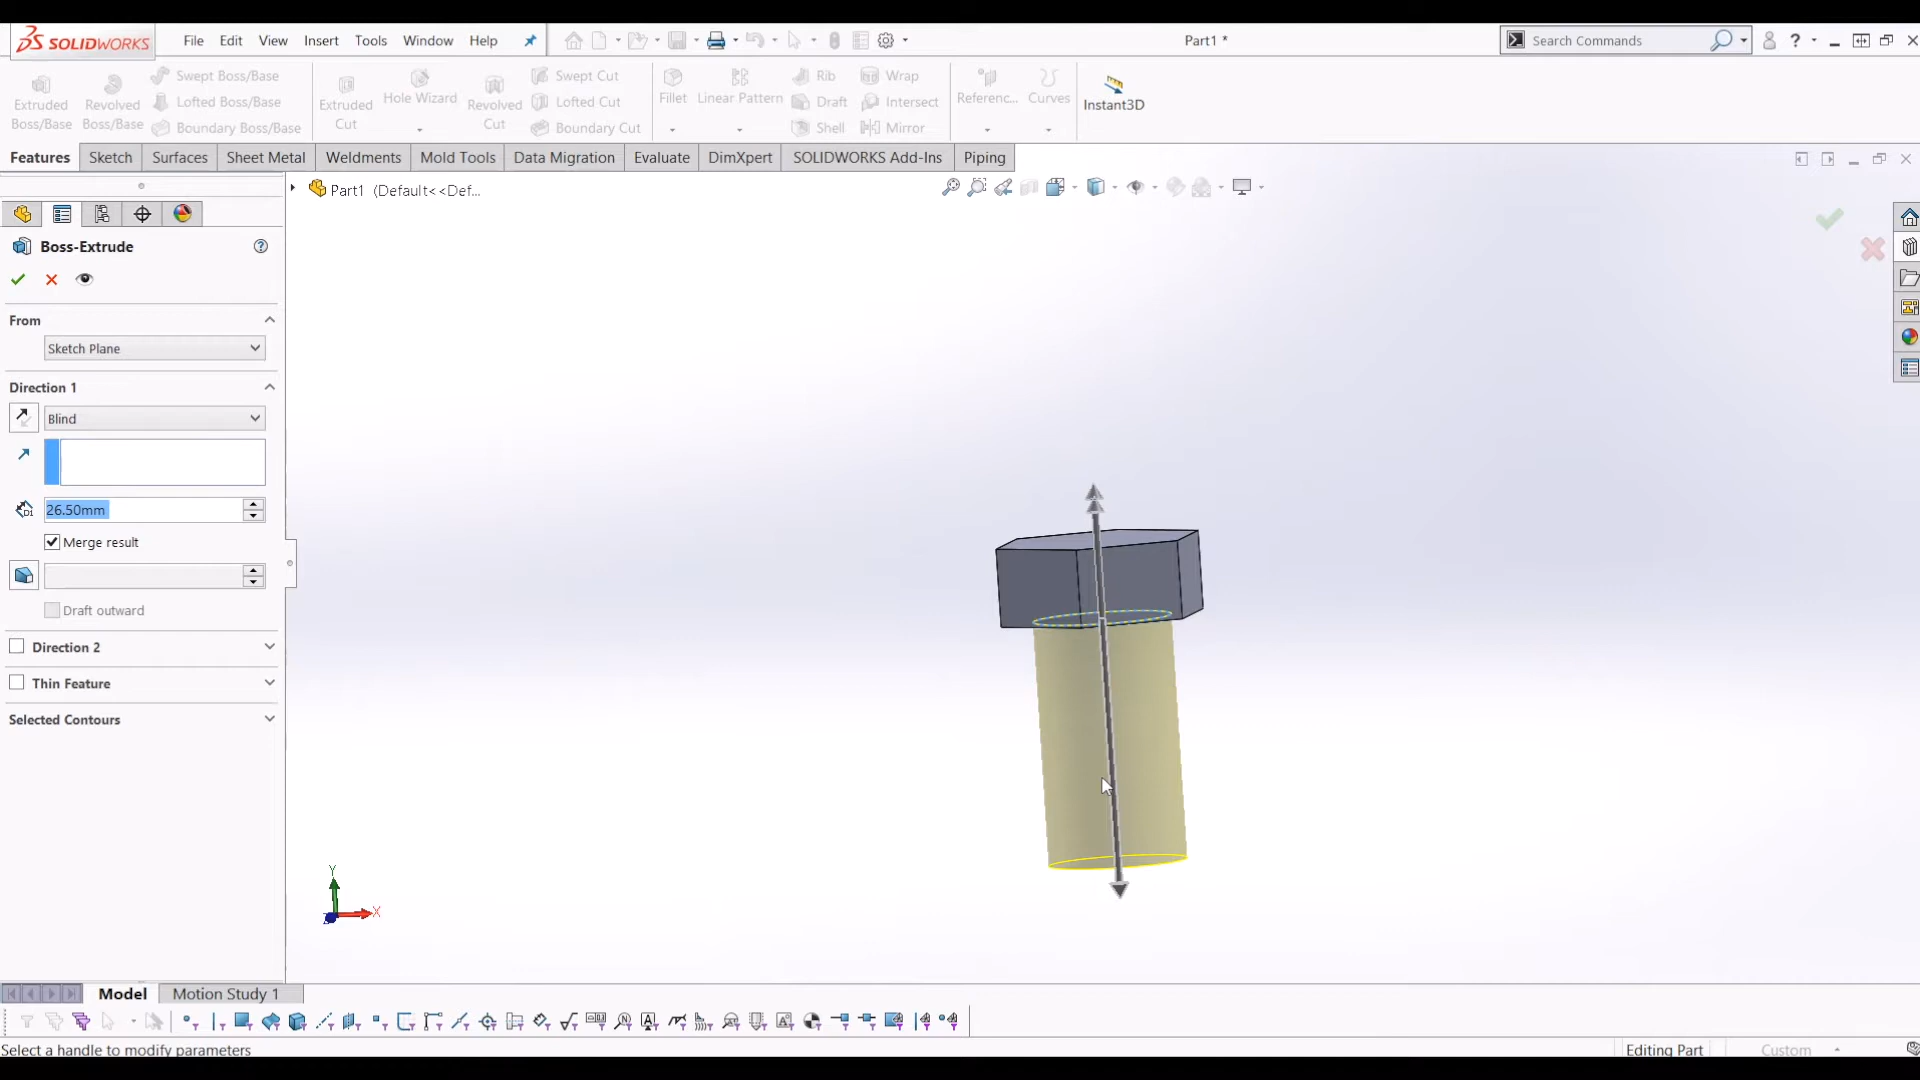 SOLIDWORKS File Edit View Insert Tools Window Help Part1 * Search Commands
Extruded Boss/Base
Revolved Boss/Base
Swept Boss/Base
Lofted Boss/Base
Boundary Boss/Base
Extruded Cut
Hole Wizard
Revolved Cut
Swept Cut
Lofted Cut
Boundary Cut
Fillet
Linear Pattern
Rib
Draft
Shell
Wrap
Intersect
Mirror
Referenc...
Curves
Instant3D
Features Sketch Surfaces Sheet Metal Weldments Mold Tools Data Migration Evaluate DimXpert SOLIDWORKS Add-Ins Piping
Part1 (Default<<Def...
Boss-Extrude
From
Sketch Plane
Direction 1
Blind
26.50mm
Merge result
Draft outward
Direction 2
Thin Feature
Selected Contours
Y
X
Model Motion Study 1
Select a handle to modify parameters Editing Part Custom